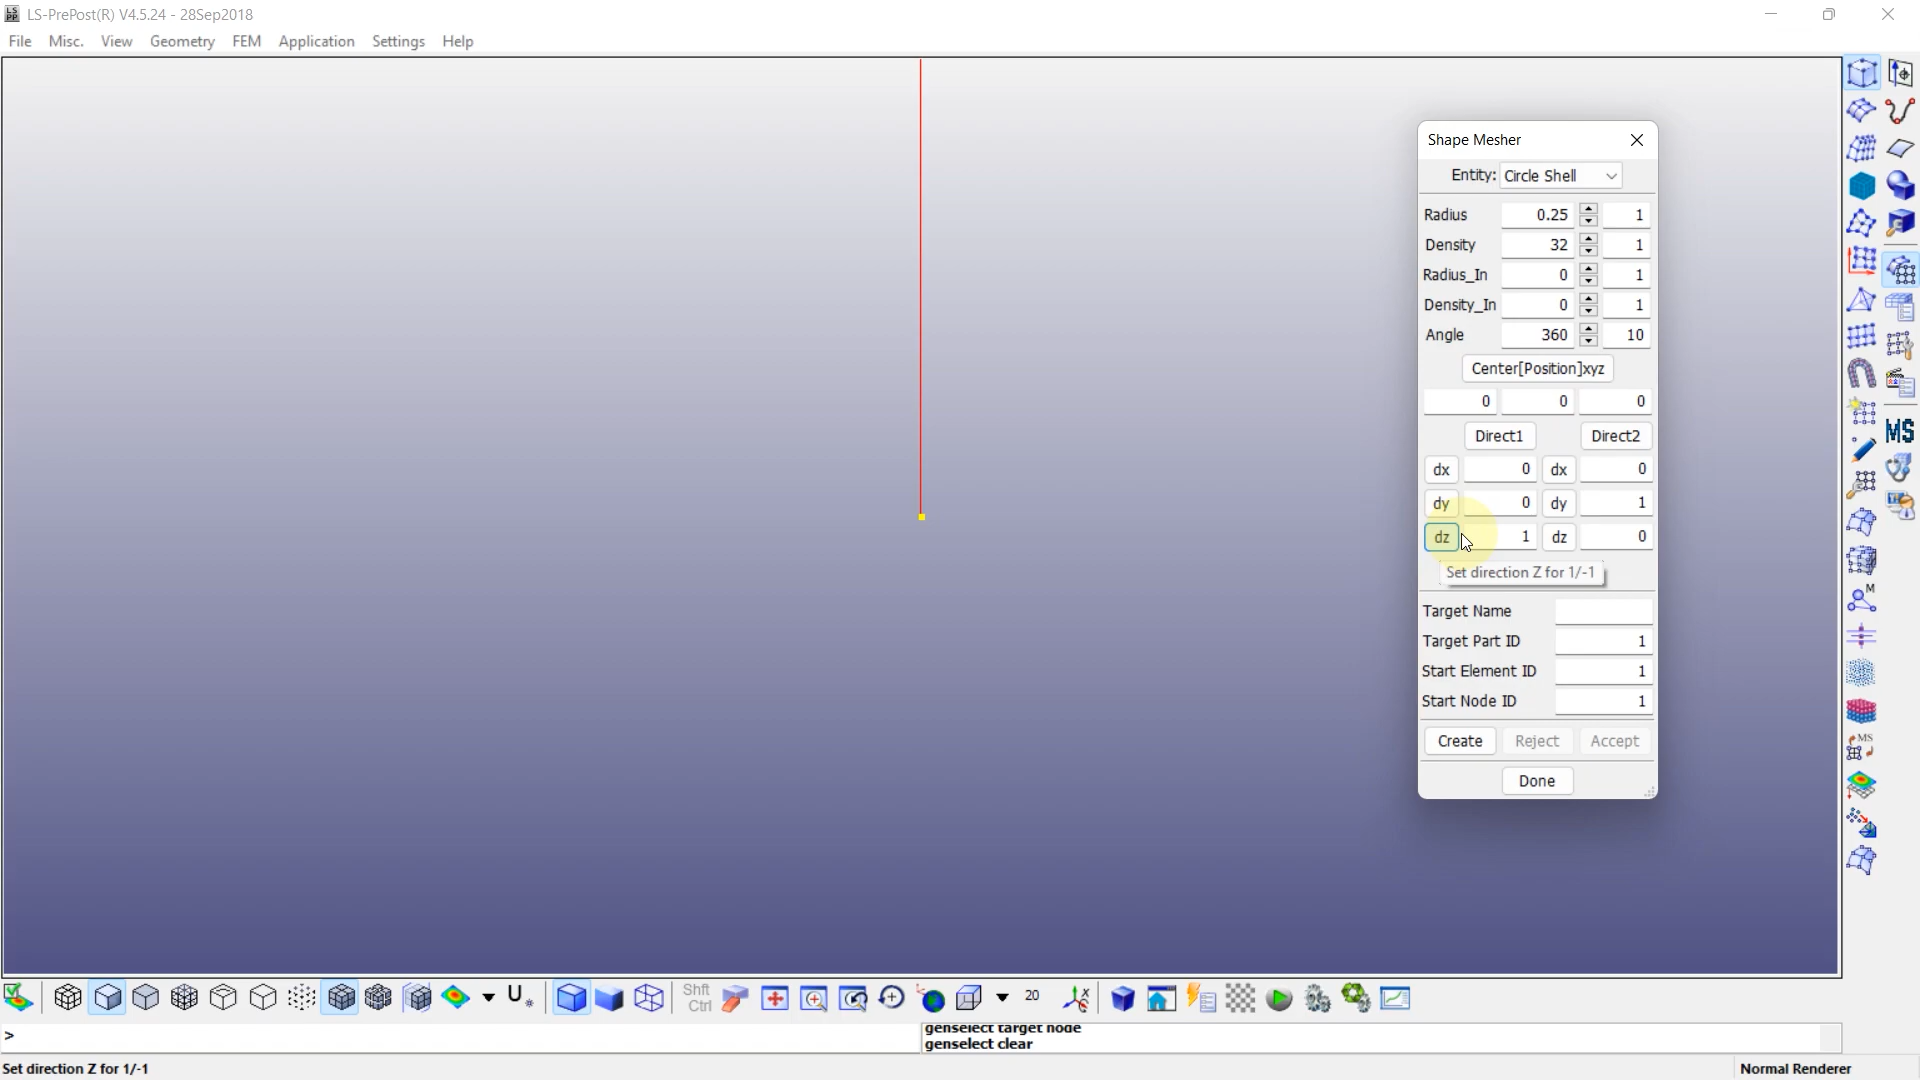 LS-PrePost(R) V4.5.24 - 28Sep2018
File Misc. View Geometry FEM Application Settings Help
Shape Mesher
Entity: Circle Shell
Radius 0.25 1
Density 32 1
Radius_In 0 1
Density_In 0 1
Angle 360 10
Center[Position]xyz
0 0 0
Direct1 Direct2
dx 0 dx 0
dy 0 dy 1
dz 1 dz 0
Set direction Z for 1/-1
Target Name
Target Part ID 1
Start Element ID 1
Start Node ID 1
Create Reject Accept
Done
MS
M
MS
U
Shft
Ctrl
20
>
genselect target node
genselect clear
Set direction Z for 1/-1
Normal Renderer